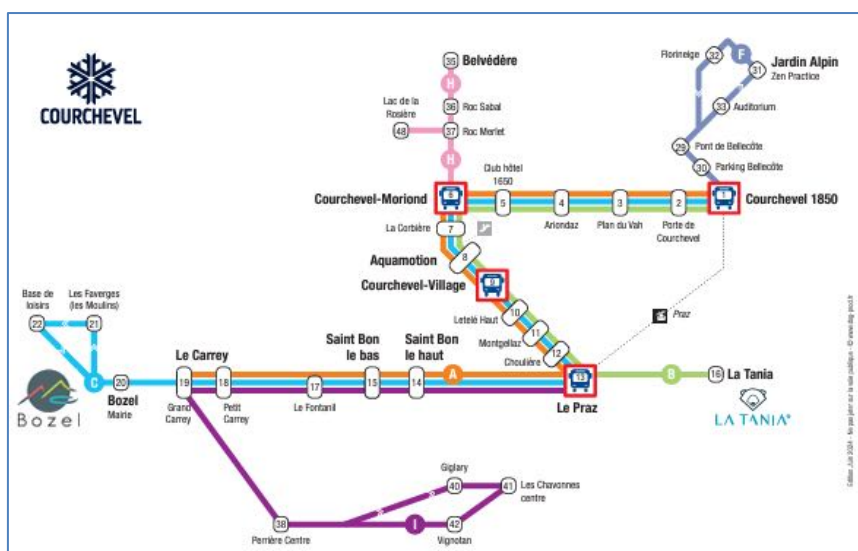 COURCHEVEL
35
Belvédère
H
36
Roc Sabal
Lac de la
Rosière
48
37
Roc Merlet
H
Florineige
32
F
31
Jardin Alpin
Zen Practice
33
Auditorium
29
Pont de Bellecôte
30
Parking Bellecôte
Club hôtel
1650
Courchevel-Moriond
6
5
4
3
2
1
Courchevel 1850
Ariondaz
Plan du Vah
Porte de
Courchevel
La Corbière
7
Aquamotion
8
Courchevel-Village
9
Letelé Haut
10
Montgellaz
11
Choulière
12
Praz
Base de
loisirs
22
Les Faverges
(les Moulins)
21
C
20
Bozel
Mairie
Bozel
Le Carrey
19
Grand
Carrey
18
Petit
Carrey
17
Le Fontanil
Saint Bon
le bas
15
Saint Bon
le haut
14
A
13
Le Praz
B
16
La Tania
LA TANIA
38
Perrière Centre
Giglary
40
41
Les Chavonnes
centre
I
42
Vignotan